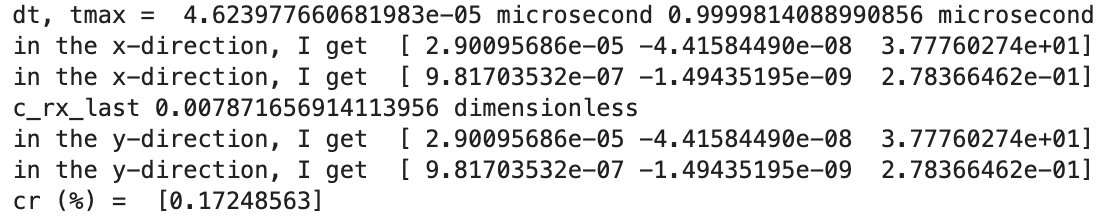 dt, tmax =  4.623977660681983e-05 microsecond 0.9999814088990856 microsecond
in the x-direction, I get  [ 2.90095686e-05 -4.41584490e-08  3.77760274e+01]
in the x-direction, I get  [ 9.81703532e-07 -1.49435195e-09  2.78366462e-01]
c_rx_last 0.007871656914113956 dimensionless
in the y-direction, I get  [ 2.90095686e-05 -4.41584490e-08  3.77760274e+01]
in the y-direction, I get  [ 9.81703532e-07 -1.49435195e-09  2.78366462e-01]
cr (%) =  [0.17248563]